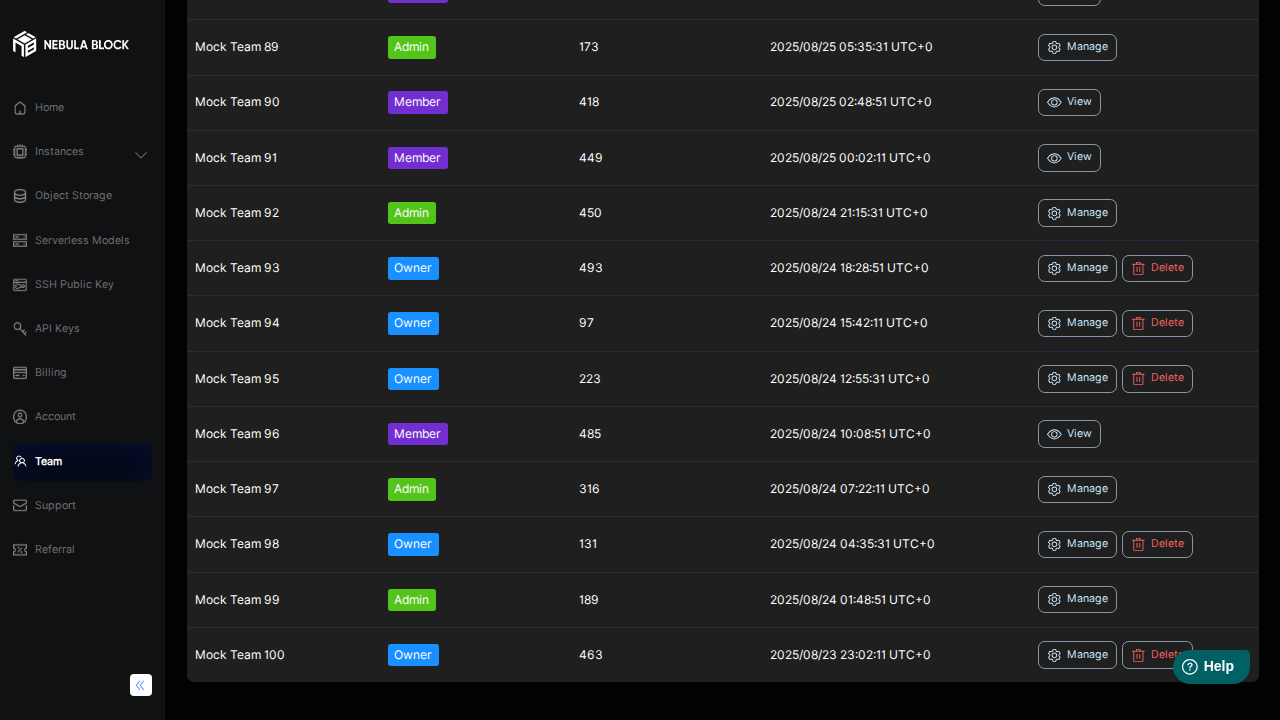 NEBULA BLOCK
Home
Instances
Object Storage
Serverless Models
SSH Public Key
API Keys
Billing
Account
Team
Support
Referral
Mock Team 89 Admin 173 2025/08/25 05:35:31 UTC+0 Manage
Mock Team 90 Member 418 2025/08/25 02:48:51 UTC+0 View
Mock Team 91 Member 449 2025/08/25 00:02:11 UTC+0 View
Mock Team 92 Admin 450 2025/08/24 21:15:31 UTC+0 Manage
Mock Team 93 Owner 493 2025/08/24 18:28:51 UTC+0 Manage Delete
Mock Team 94 Owner 97 2025/08/24 15:42:11 UTC+0 Manage Delete
Mock Team 95 Owner 223 2025/08/24 12:55:31 UTC+0 Manage Delete
Mock Team 96 Member 485 2025/08/24 10:08:51 UTC+0 View
Mock Team 97 Admin 316 2025/08/24 07:22:11 UTC+0 Manage
Mock Team 98 Owner 131 2025/08/24 04:35:31 UTC+0 Manage Delete
Mock Team 99 Admin 189 2025/08/24 01:48:51 UTC+0 Manage
Mock Team 100 Owner 463 2025/08/23 23:02:11 UTC+0 Manage Delete
Help